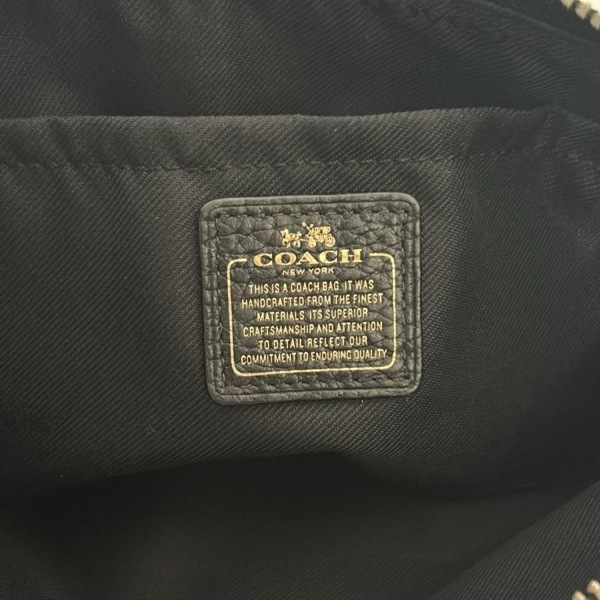 COACH
NEW YORK
THIS IS A COACH BAG. IT WAS
HANDCRAFTED FROM THE FINEST
MATERIALS. ITS SUPERIOR
CRAFTSMANSHIP AND ATTENTION
TO DETAIL REFLECT OUR
COMMITMENT TO ENDURING QUALITY.